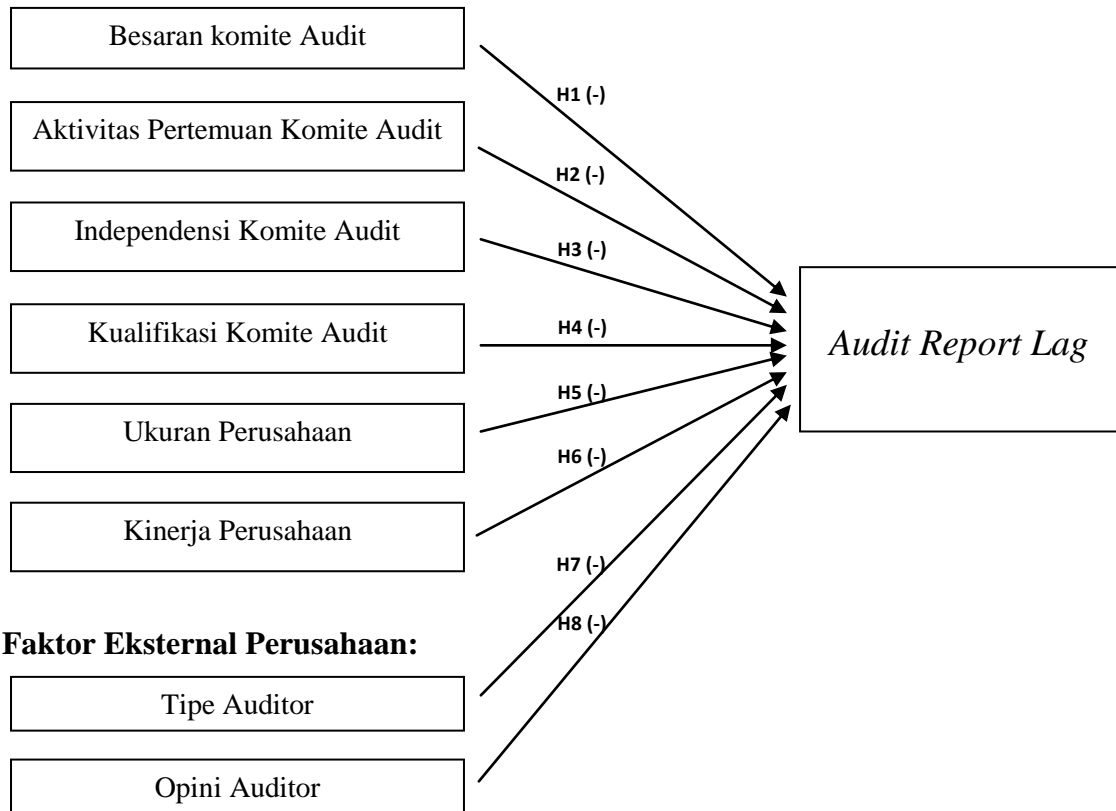 Besaran komite Audit
H1 (-)
Aktivitas Pertemuan Komite Audit
H2 (-)
Independensi Komite Audit
H3 (-)
Kualifikasi Komite Audit
H4 (-)
Audit Report Lag
H5 (-)
Ukuran Perusahaan
H6 (-)
Kinerja Perusahaan
H7 (-)
H8 (-)
Faktor Eksternal Perusahaan:
Tipe Auditor
Opini Auditor